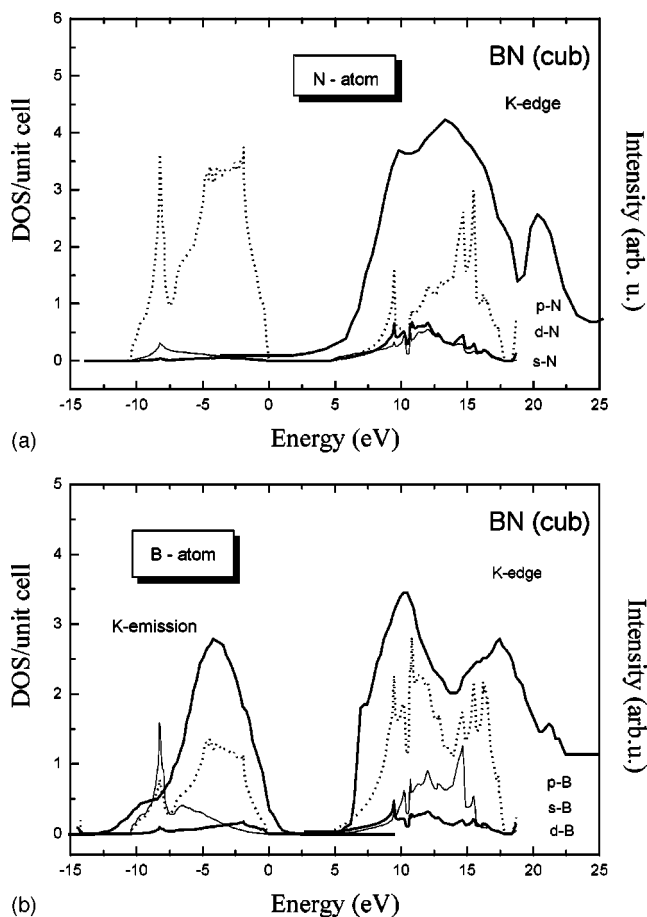 BN (cub)
N - atom
K-edge
DOS/unit cell
Intensity (arb. u.)
6
5
4
3
2
1
0
p-N
d-N
s-N
-15 -10 -5 0 5 10 15 20 25
(a)
Energy (eV)
BN (cub)
B - atom
K-edge
K-emission
DOS/unit cell
Intensity (arb.u.)
5
4
3
2
1
0
p-B
s-B
d-B
-15 -10 -5 0 5 10 15 20 25
(b)
Energy (eV)